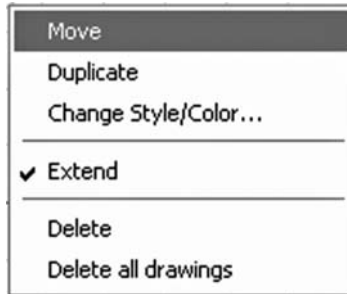 Move
Duplicate
Change Style/Color...
Extend
Delete
Delete all drawings